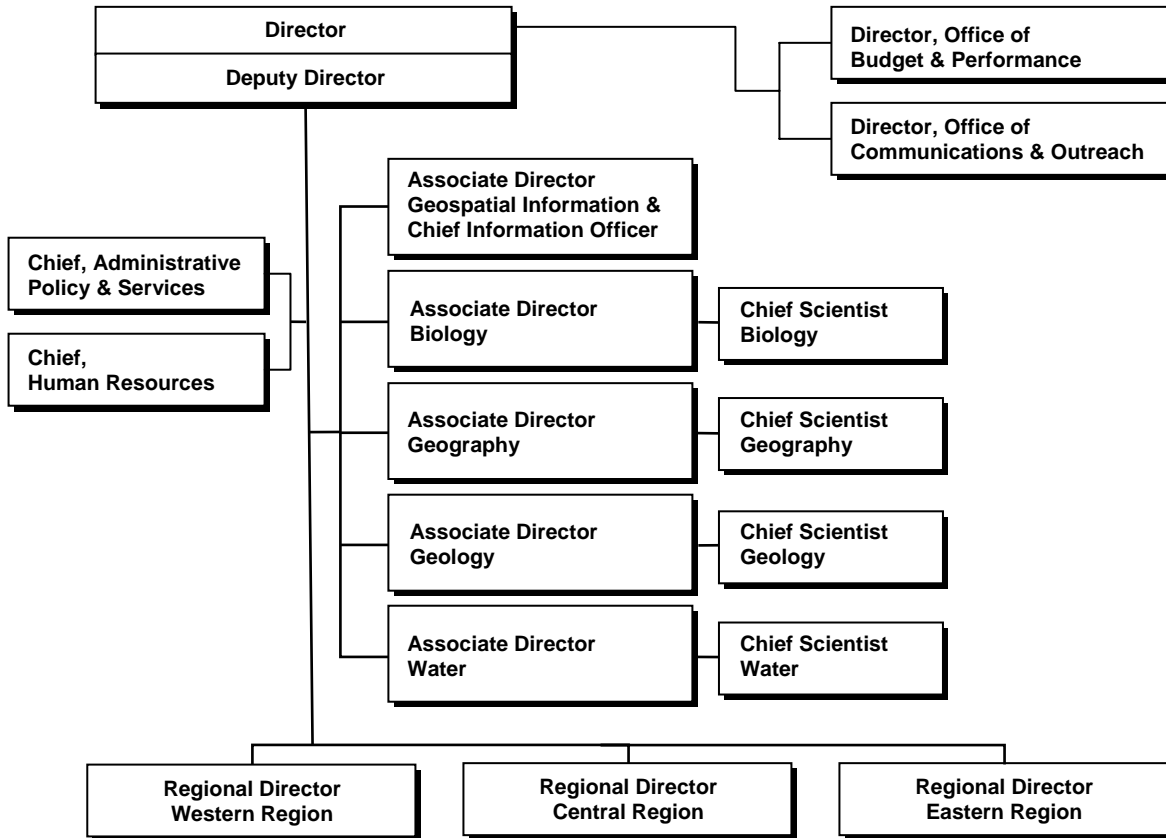 Director
Deputy Director
Director, Office of
Budget & Performance
Director, Office of
Communications & Outreach
Associate Director
Geospatial Information &
Chief Information Officer
Chief, Administrative
Policy & Services
Chief,
Human Resources
Associate Director
Biology
Chief Scientist
Biology
Associate Director
Geography
Chief Scientist
Geography
Associate Director
Geology
Chief Scientist
Geology
Associate Director
Water
Chief Scientist
Water
Regional Director
Western Region
Regional Director
Central Region
Regional Director
Eastern Region